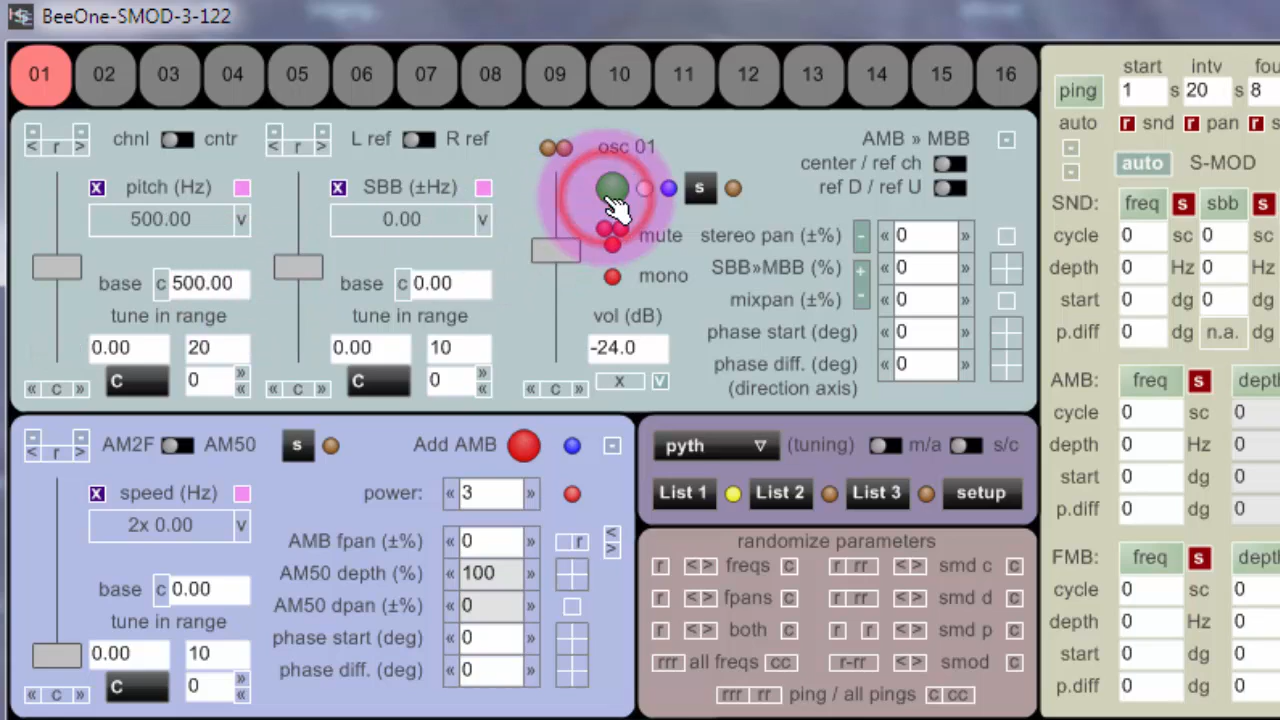 BeeOne-SMOD-3-122
01 02 03 04 05 06 07 08 09 10 11 12 13 14 15 16
start intv fou
ping 1 s 20 s 8
auto r snd r pan r s
- < r > - chnl cntr - < r > - L ref R ref osc 01 AMB » MBB -
center / ref ch
ref D / ref U
auto S-MOD
x pitch (Hz) x SBB (±Hz) s
500.00 v 0.00 v
mute stereo pan (±%) - « 0 »
SBB»MBB (%) + « 0 »
mono mixpan (±%) - « 0 »
base c 500.00 base c 0.00
tune in range tune in range vol (dB) phase start (deg) « 0 »
0.00 20 0.00 10 -24.0
phase diff. (deg) « 0 »
C 0 » « C 0 » « x V (direction axis)
« c » « c » « c »
SND: freq s sbb s
cycle 0 sc 0 sc
depth 0 Hz 0 Hz
start 0 dg 0 dg
p.diff 0 dg n.a. dg
AMB: freq s depth
cycle 0 sc 0
depth 0 Hz 0
start 0 dg 0
p.diff 0 dg 0
FMB: freq s depth
cycle 0 sc 0
depth 0 Hz 0
start 0 dg 0
p.diff 0 dg 0
- < r > - AM2F AM50 s Add AMB -
x speed (Hz) power: « 3 »
2x 0.00 v
AMB fpan (±%) « 0 » r < >
AM50 depth (%) « 100 »
base c 0.00 AM50 dpan (±%) « 0 »
tune in range phase start (deg) « 0 »
0.00 10 phase diff. (deg) « 0 »
C 0 » «
« c »
pyth ▽ (tuning) m/a s/c
List 1 List 2 List 3 setup
randomize parameters
r < > freqs c r rr < > smd c c
r < > fpans c r rr < > smd d c
r < > both c r r < > smd p c
rrr all freqs cc r-rr < > smod c
rrr rr ping / all pings c cc